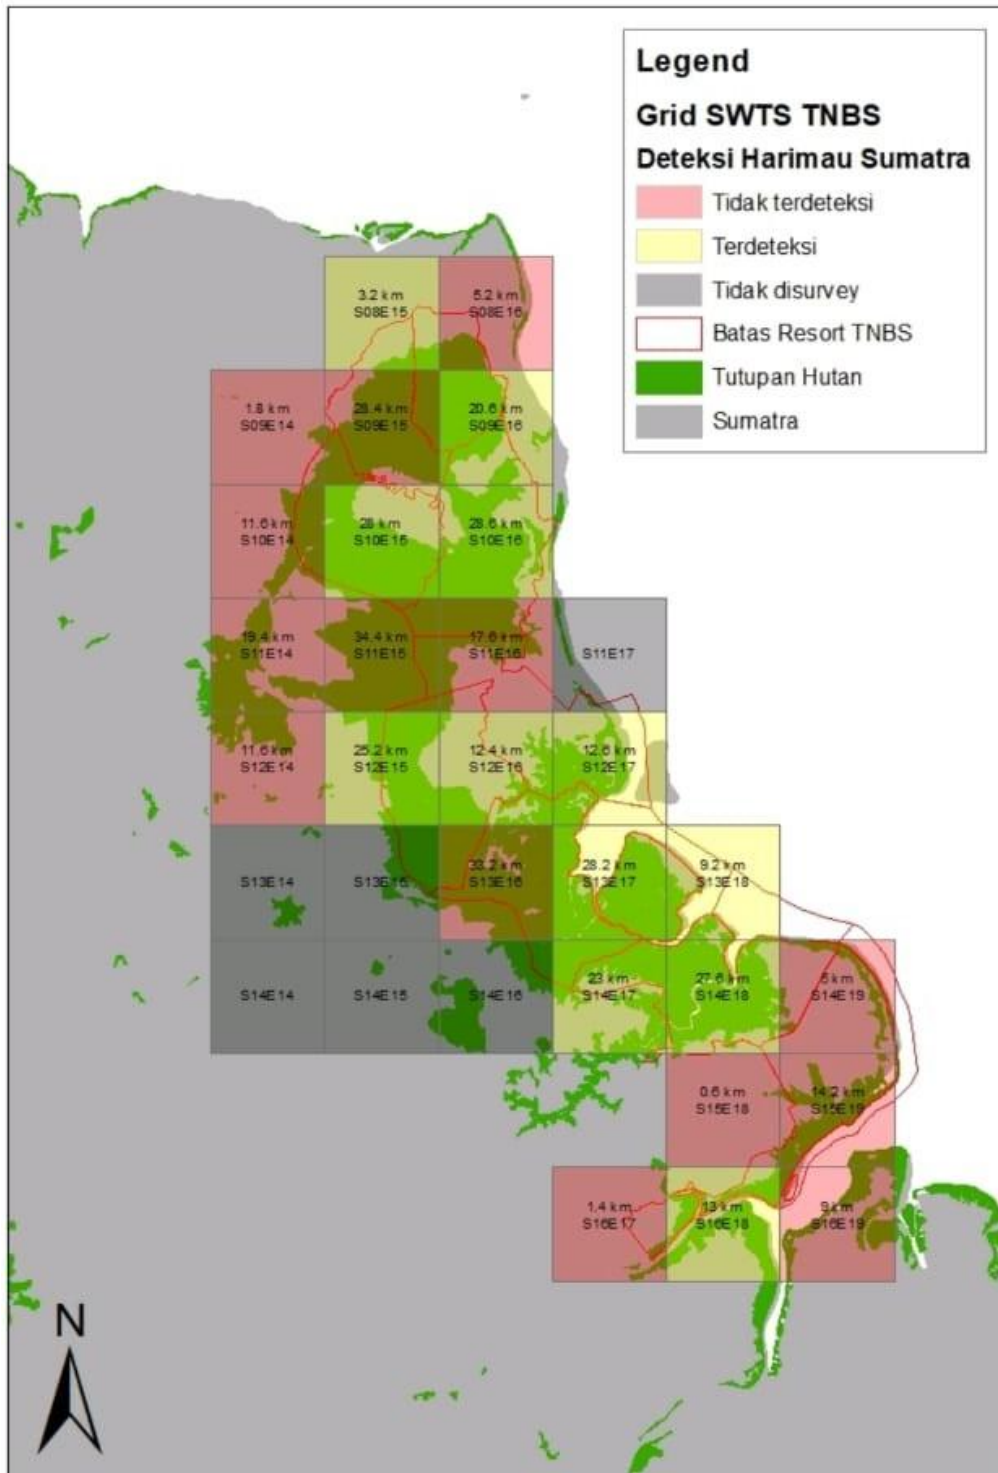 Legend
Grid SWTS TNBS
Deteksi Harimau Sumatra
Tidak terdeteksi
Terdeteksi
Tidak disurvey
Batas Resort TNBS
Tutupan Hutan
Sumatra
3.2 km
S08E15
5.2 km
S08E16
1.8 km
S09E14
28.4 km
S09E15
20.6 km
S09E16
11.6 km
S10E14
28 km
S10E15
28.6 km
S10E16
19.4 km
S11E14
34.4 km
S11E15
17.6 km
S11E16
S11E17
11.6 km
S12E14
25.2 km
S12E15
12.4 km
S12E16
12.6 km
S12E17
S13E14
S13E15
33.2 km
S13E16
28.2 km
S13E17
9.2 km
S13E18
S14E14
S14E15
S14E16
23 km
S14E17
27.6 km
S14E18
6 km
S14E19
0.6 km
S15E18
14.2 km
S15E19
1.4 km
S16E17
13 km
S16E18
9 km
S16E19
N